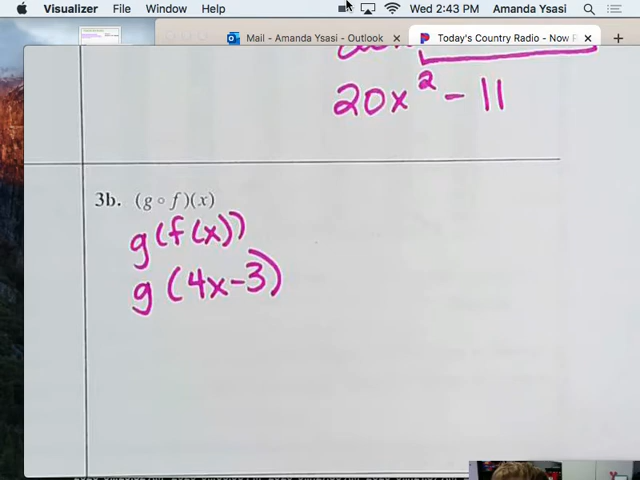 Visualizer File Window Help Wed 2:43 PM Amanda Ysasi
Mail - Amanda Ysasi - Outlook Today's Country Radio - Now P
20x² - 11
3b. (g ∘ f)(x)
g(f(x))
g(4x-3)